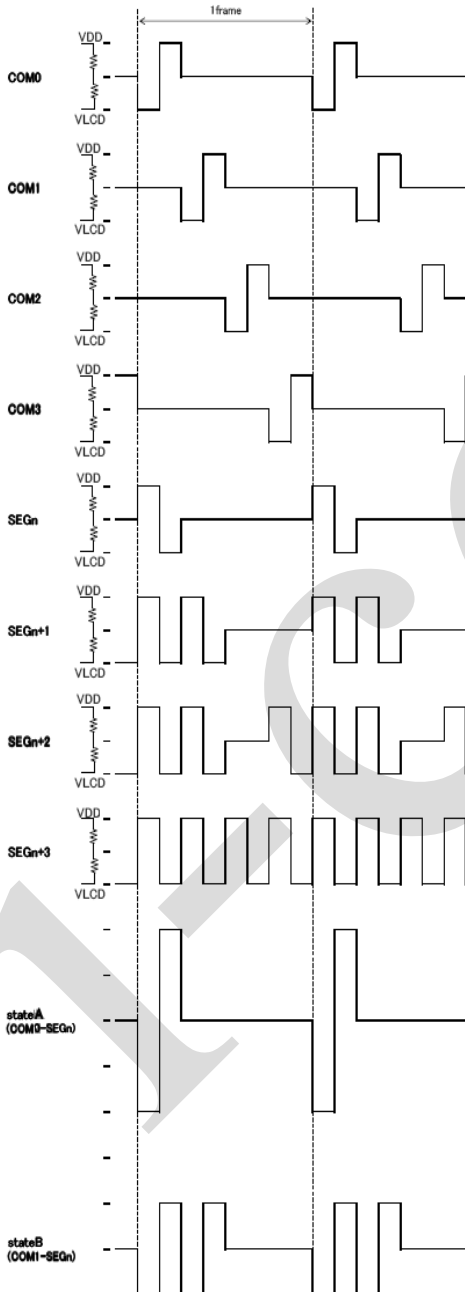 1frame
VDD
COM0
VLCD
VDD
COM1
VLCD
VDD
COM2
VLCD
VDD
COM3
VLCD
VDD
SEGn
VLCD
VDD
SEGn+1
VLCD
VDD
SEGn+2
VLCD
VDD
SEGn+3
VLCD
stateA
(COM0-SEGn)
stateB
(COM1-SEGn)